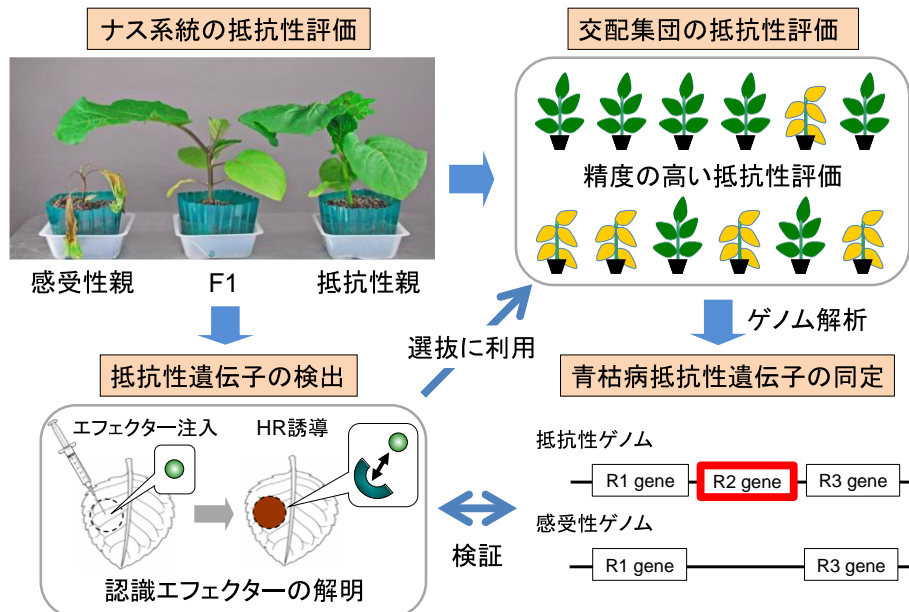 ナス系統の抵抗性評価
交配集団の抵抗性評価
精度の高い抵抗性評価
感受性親
F1
抵抗性親
選抜に利用
ゲノム解析
抵抗性遺伝子の検出
エフェクター注入
HR誘導
認識エフェクターの解明
検証
青枯病抵抗性遺伝子の同定
抵抗性ゲノム
R1 gene
R2 gene
R3 gene
感受性ゲノム
R1 gene
R3 gene